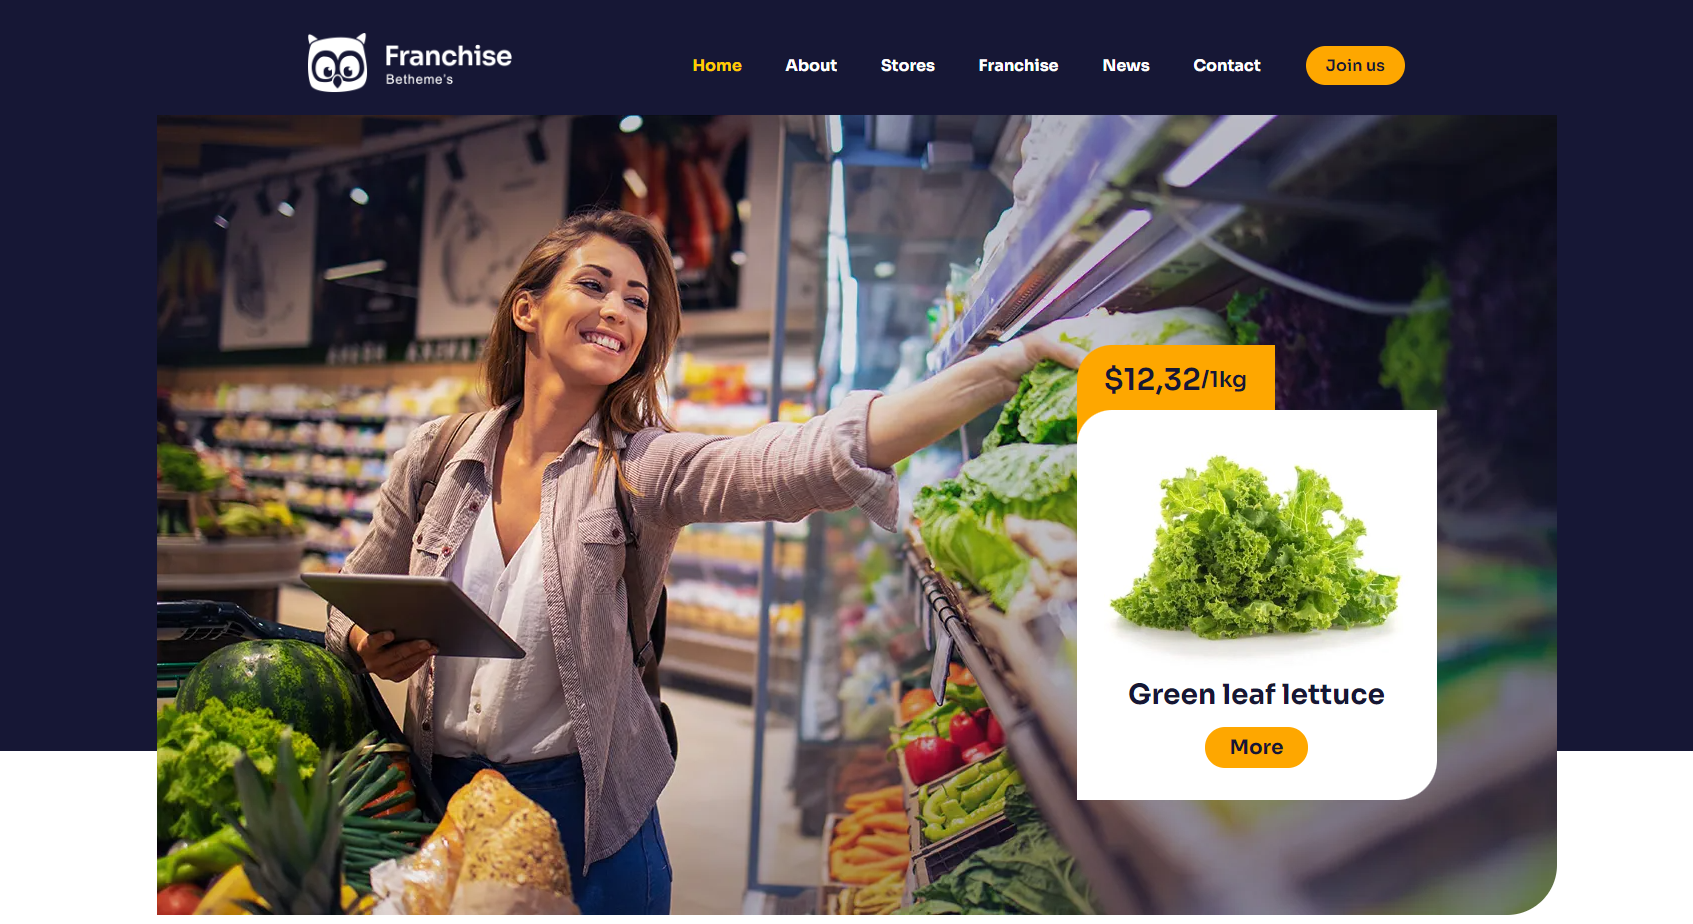 Franchise
Betheme's
Home About Stores Franchise News Contact Join us
$12,32/1kg
Green leaf lettuce
More